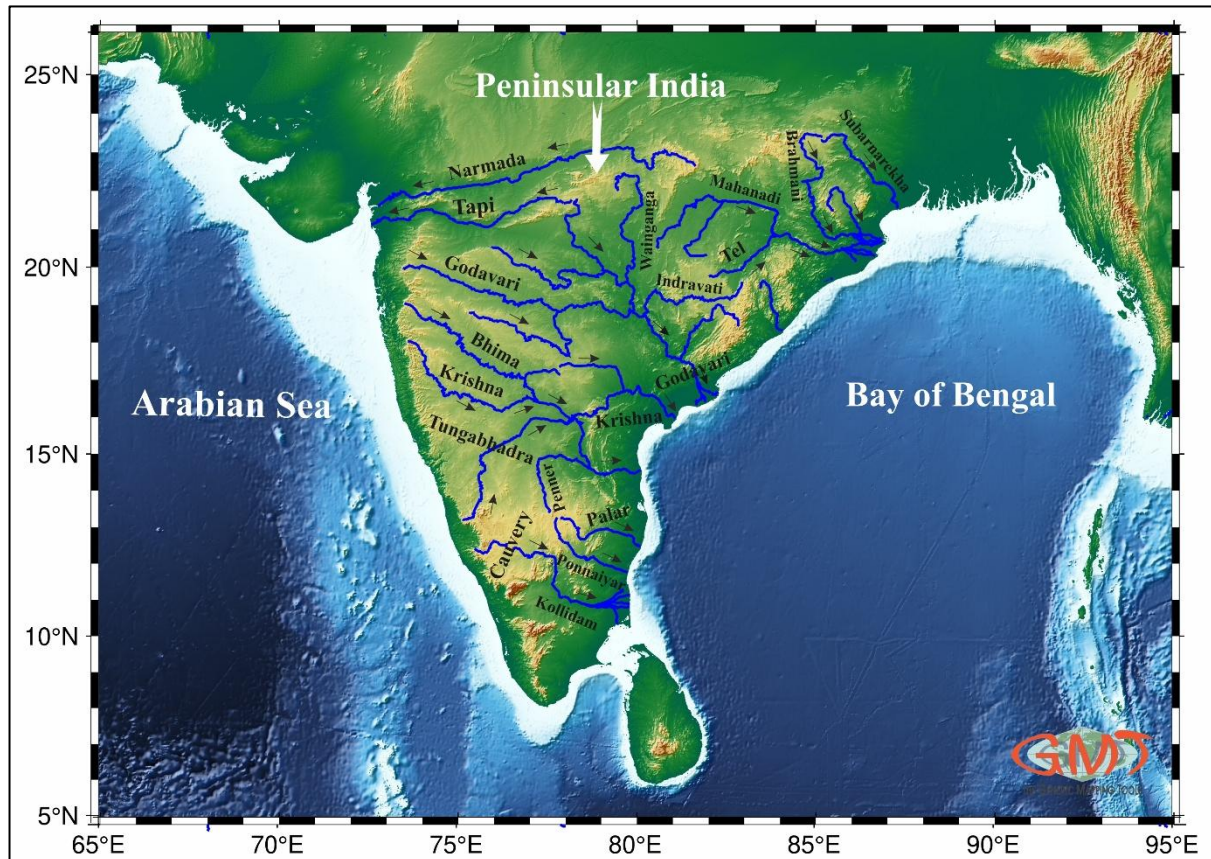 25°N
20°N
15°N
10°N
5°N
65°E
70°E
75°E
80°E
85°E
90°E
95°E
Peninsular India
Narmada
Tapi
Wainganga
Mahanadi
Brahmani
Subarnarekha
Tel
Indravati
Godavari
Bhima
Krishna
Godavari
Krishna
Tungabhadra
Penner
Palar
Cauvery
Ponnaiyar
Kollidam
Arabian Sea
Bay of Bengal
GMT